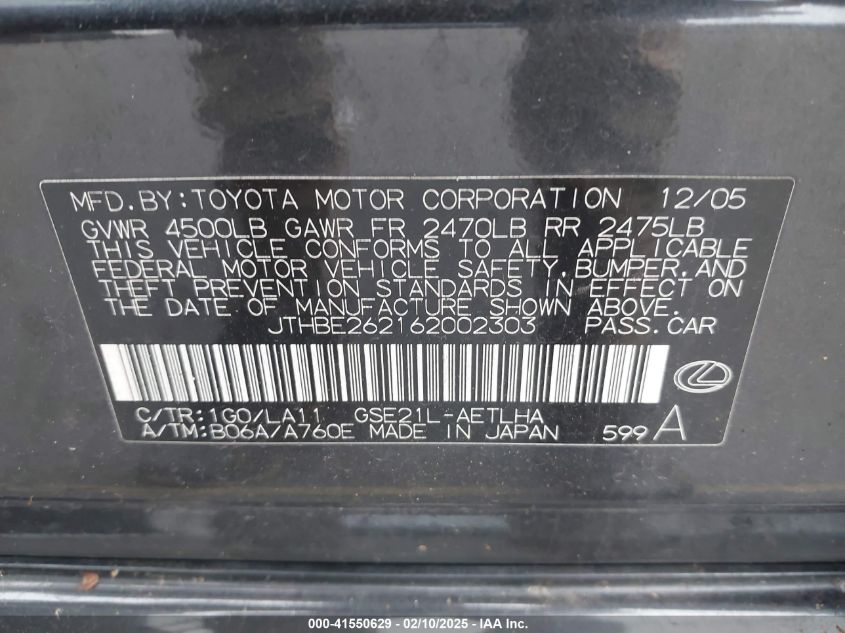 MFD.BY:TOYOTA MOTOR CORPORATION 12/05
GVWR 4500LB GAWR FR 2470LB RR 2475LB
THIS VEHICLE CONFORMS TO ALL APPLICABLE
FEDERAL MOTOR VEHICLE SAFETY,BUMPER,AND
THEFT PREVENTION STANDARDS IN EFFECT ON
THE DATE OF MANUFACTURE SHOWN ABOVE.
JTHBE262162002303 PASS.CAR
C/TR:1G0/LA11 GSE21L-AETLHA
A/TM:B06A/A760E MADE IN JAPAN 599A
000-41550629 - 02/10/2025 - IAA Inc.